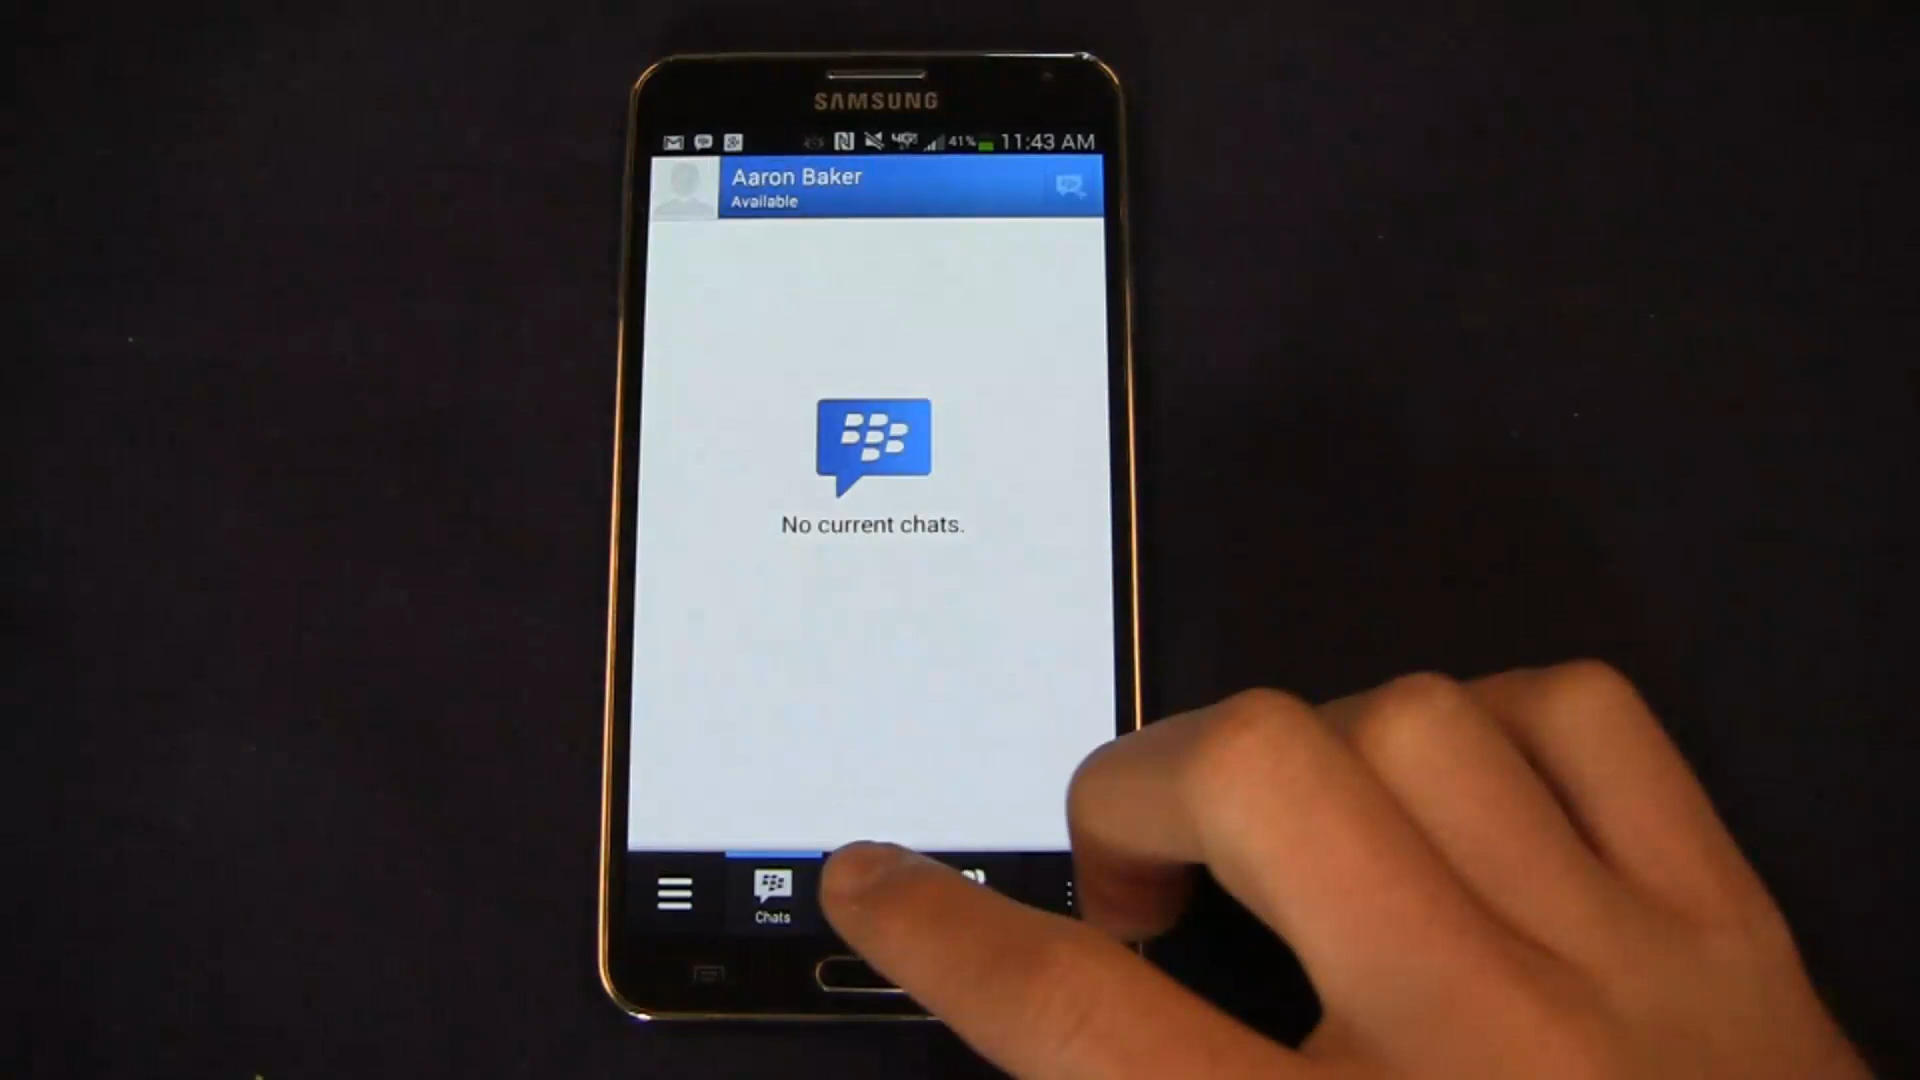 SAMSUNG
41% 11:43 AM
Aaron Baker
Available
No current chats.
Chats